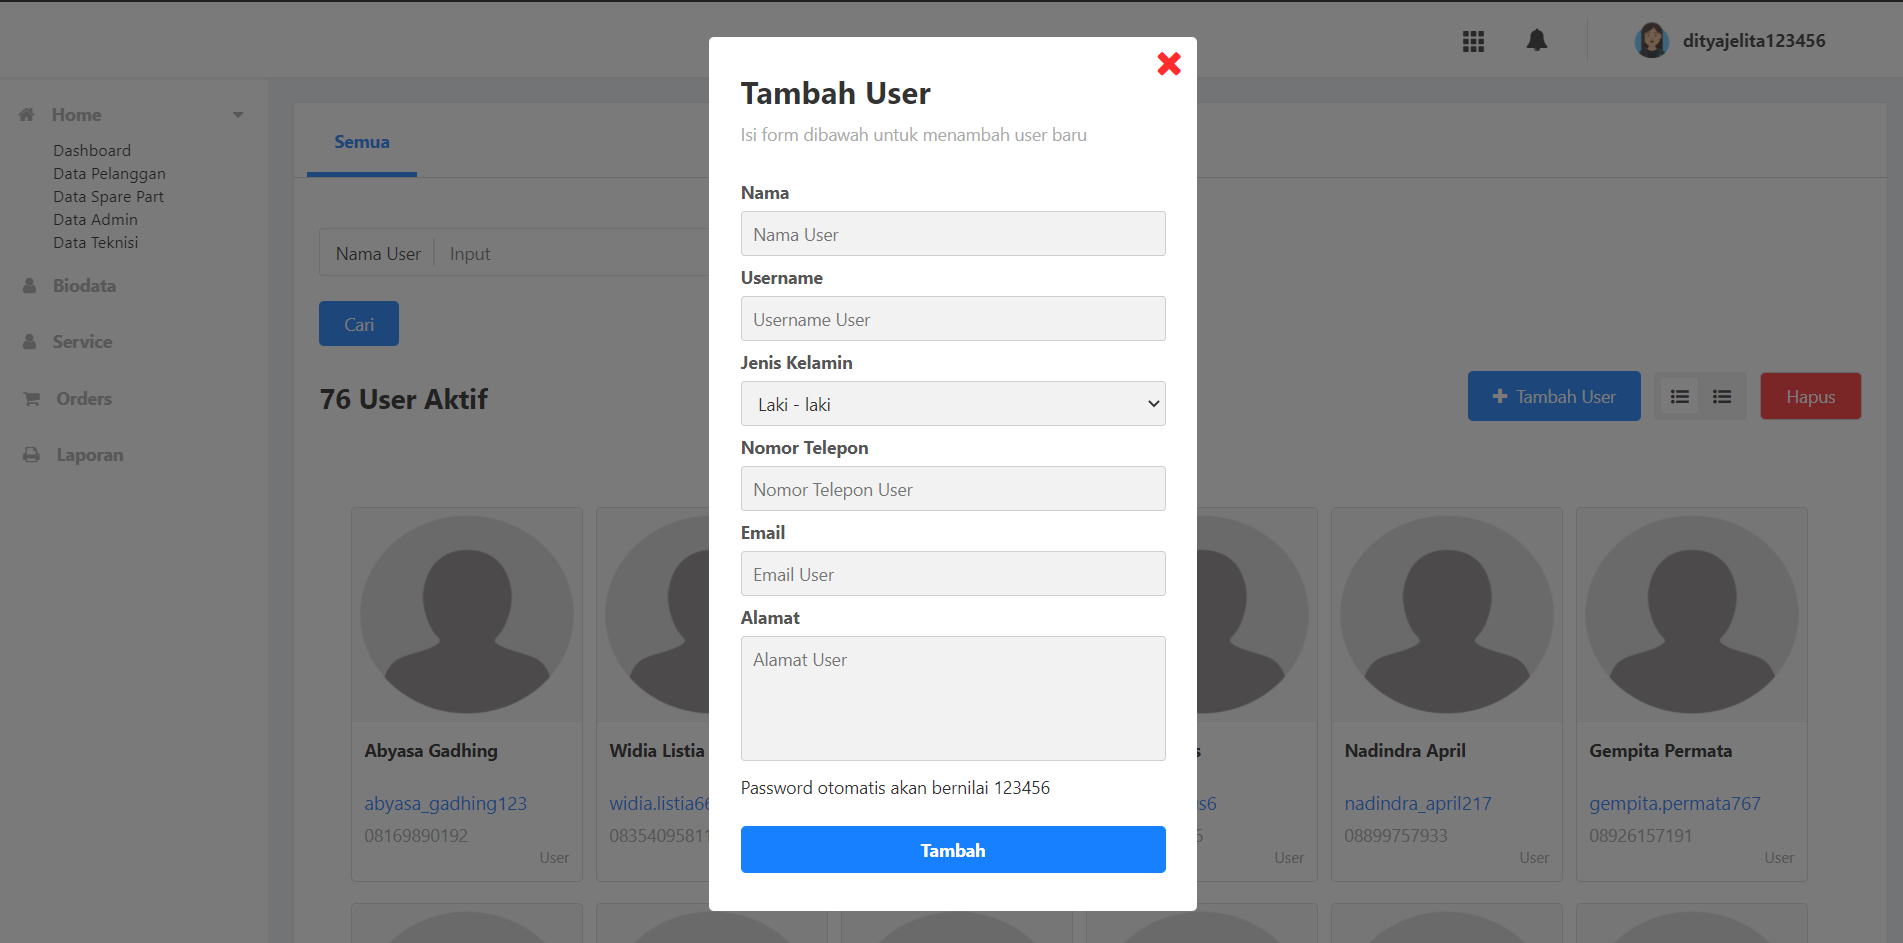 dityajelita123456
Home
Dashboard
Data Pelanggan
Data Spare Part
Data Admin
Data Teknisi
Biodata
Service
Orders
Laporan
Semua
Nama User Input
Cari
76 User Aktif
Tambah User
Hapus
Tambah User
Isi form dibawah untuk menambah user baru
Nama
Nama User
Username
Username User
Jenis Kelamin
Laki - laki
Nomor Telepon
Nomor Telepon User
Email
Email User
Alamat
Alamat User
Password otomatis akan bernilai 123456
Tambah
Abyasa Gadhing
abyasa_gadhing123
08169890192
User
Widia Listia
User
Nadindra April
nadindra_april217
08899757933
User
Gempita Permata
gempita.permata767
08926157191
User